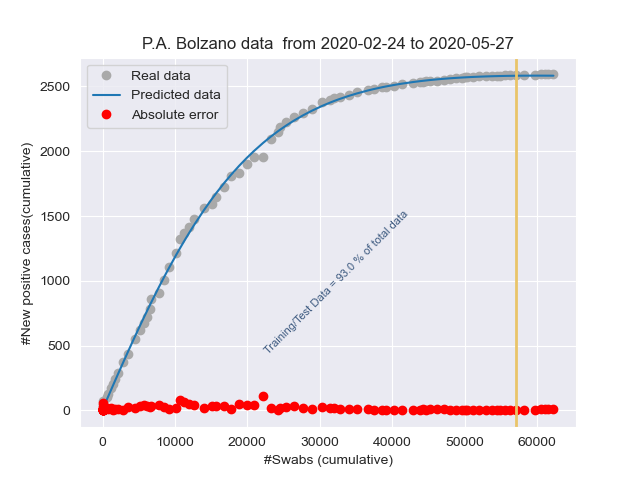 P.A. Bolzano data  from 2020-02-24 to 2020-05-27
Real data
Predicted data
Absolute error
#New positive cases(cumulative)
2500
2000
1500
1000
500
0
Training/Test Data = 93.0 % of total data
0
10000
20000
30000
40000
50000
60000
#Swabs (cumulative)